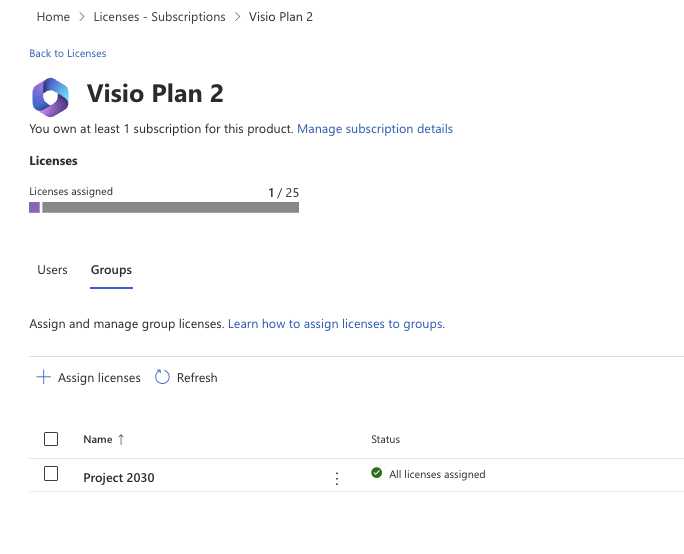 Home > Licenses - Subscriptions > Visio Plan 2
Back to Licenses
Visio Plan 2
You own at least 1 subscription for this product. Manage subscription details
Licenses
Licenses assigned 1 / 25
Users Groups
Assign and manage group licenses. Learn how to assign licenses to groups.
+ Assign licenses Refresh
Name ↑ Status
Project 2030 All licenses assigned